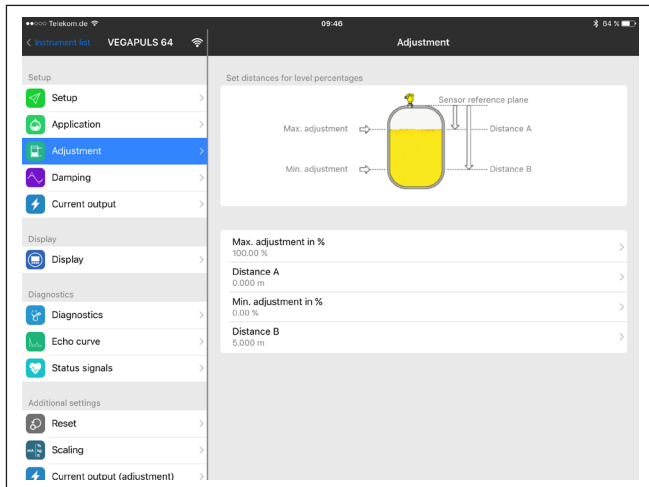 Telekom.de
09:46
64 %
Instrument list
VEGAPULS 64
Adjustment
Setup
Setup
Application
Adjustment
Damping
Current output
Display
Display
Diagnostics
Diagnostics
Echo curve
Status signals
Additional settings
Reset
Scaling
Current output (adjustment)
Set distances for level percentages
Sensor reference plane
Max. adjustment
Distance A
Min. adjustment
Distance B
Max. adjustment in %
100.00 %
Distance A
0.000 m
Min. adjustment in %
0.00 %
Distance B
5.000 m